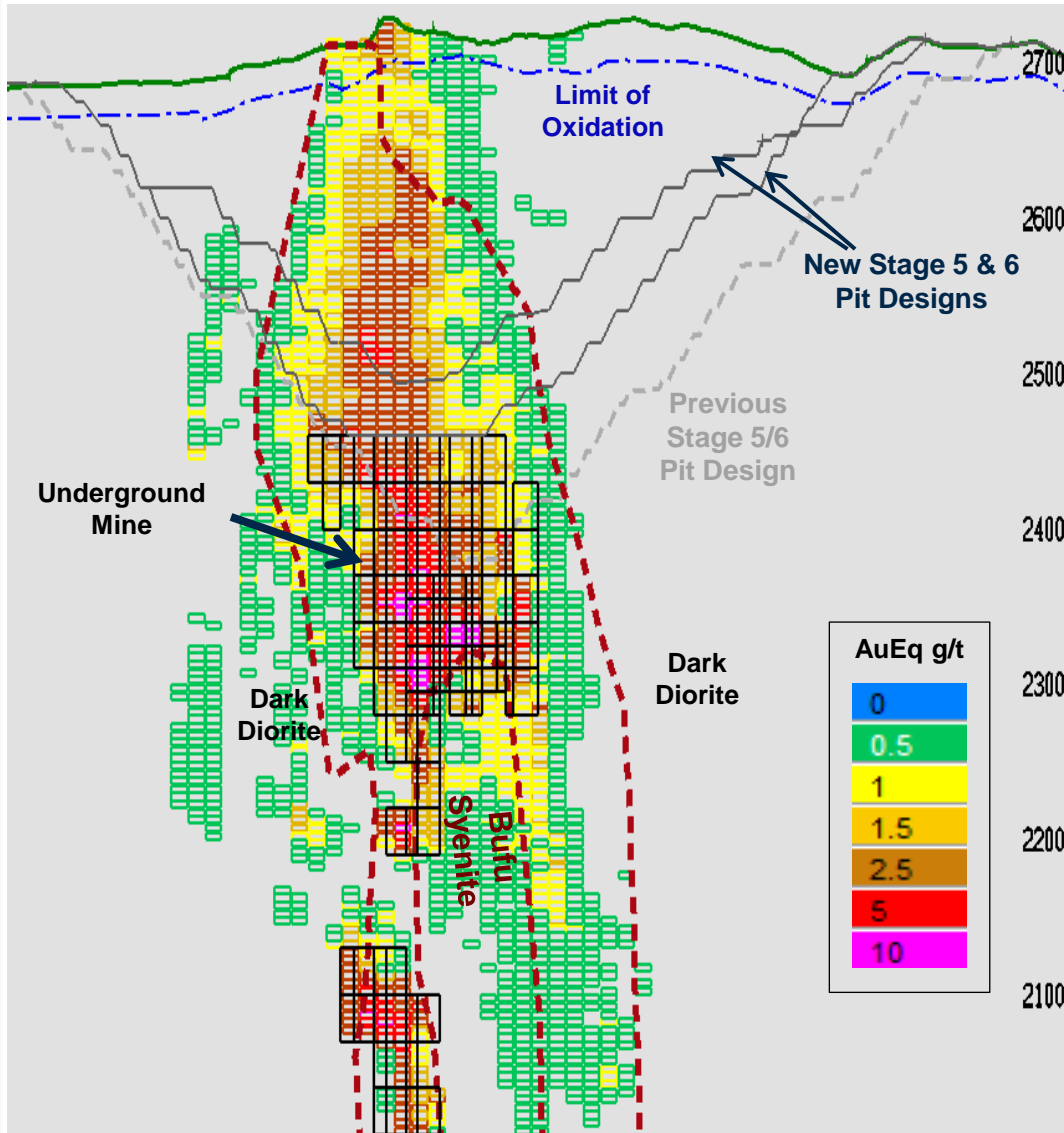 2700
Limit of
Oxidation
2600
New Stage 5 & 6
Pit Designs
2500
Previous
Stage 5/6
Pit Design
Underground
Mine
2400
AuEq g/t
0
0.5
1
1.5
2.5
5
10
Dark
Diorite
Dark
Diorite
2300
Syenite
Bufu
2200
2100